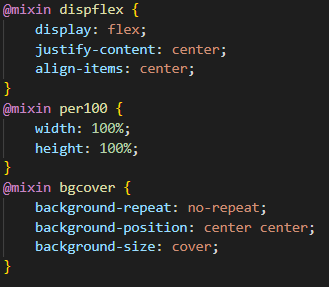 @mixin dispflex {
    display: flex;
    justify-content: center;
    align-items: center;
}
@mixin per100 {
    width: 100%;
    height: 100%;
}
@mixin bgcover {
    background-repeat: no-repeat;
    background-position: center center;
    background-size: cover;
}